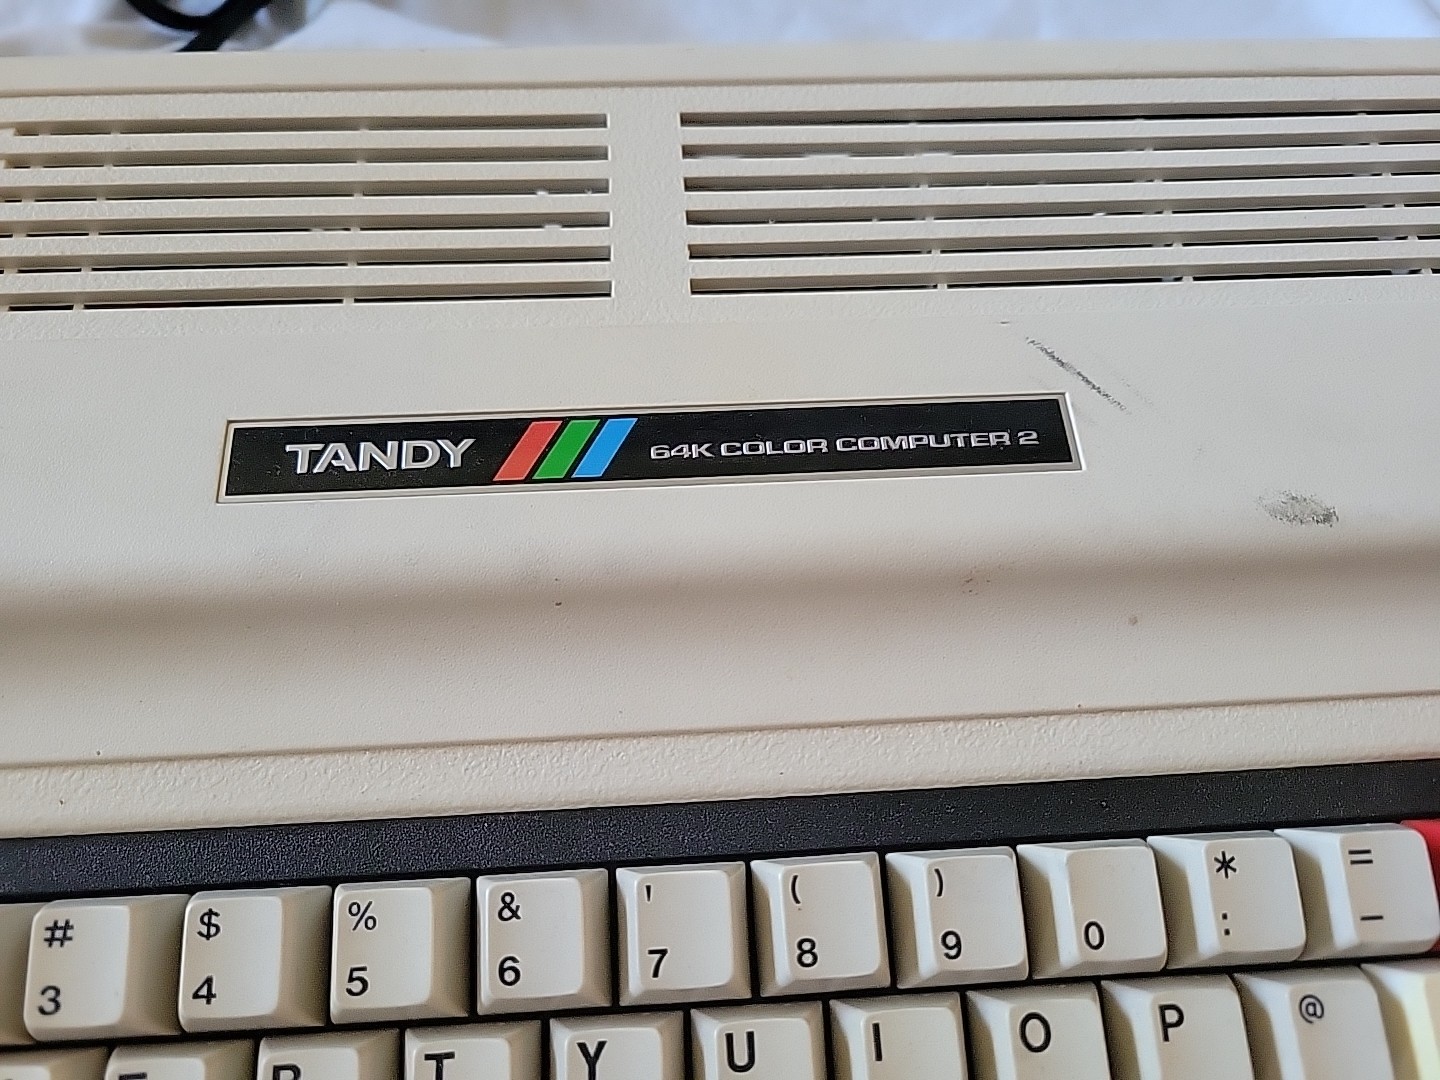 TANDY 64K COLOR COMPUTER 2
# $ % & ' ( ) * =
3 4 5 6 7 8 9 0 : -
T Y U I O P @